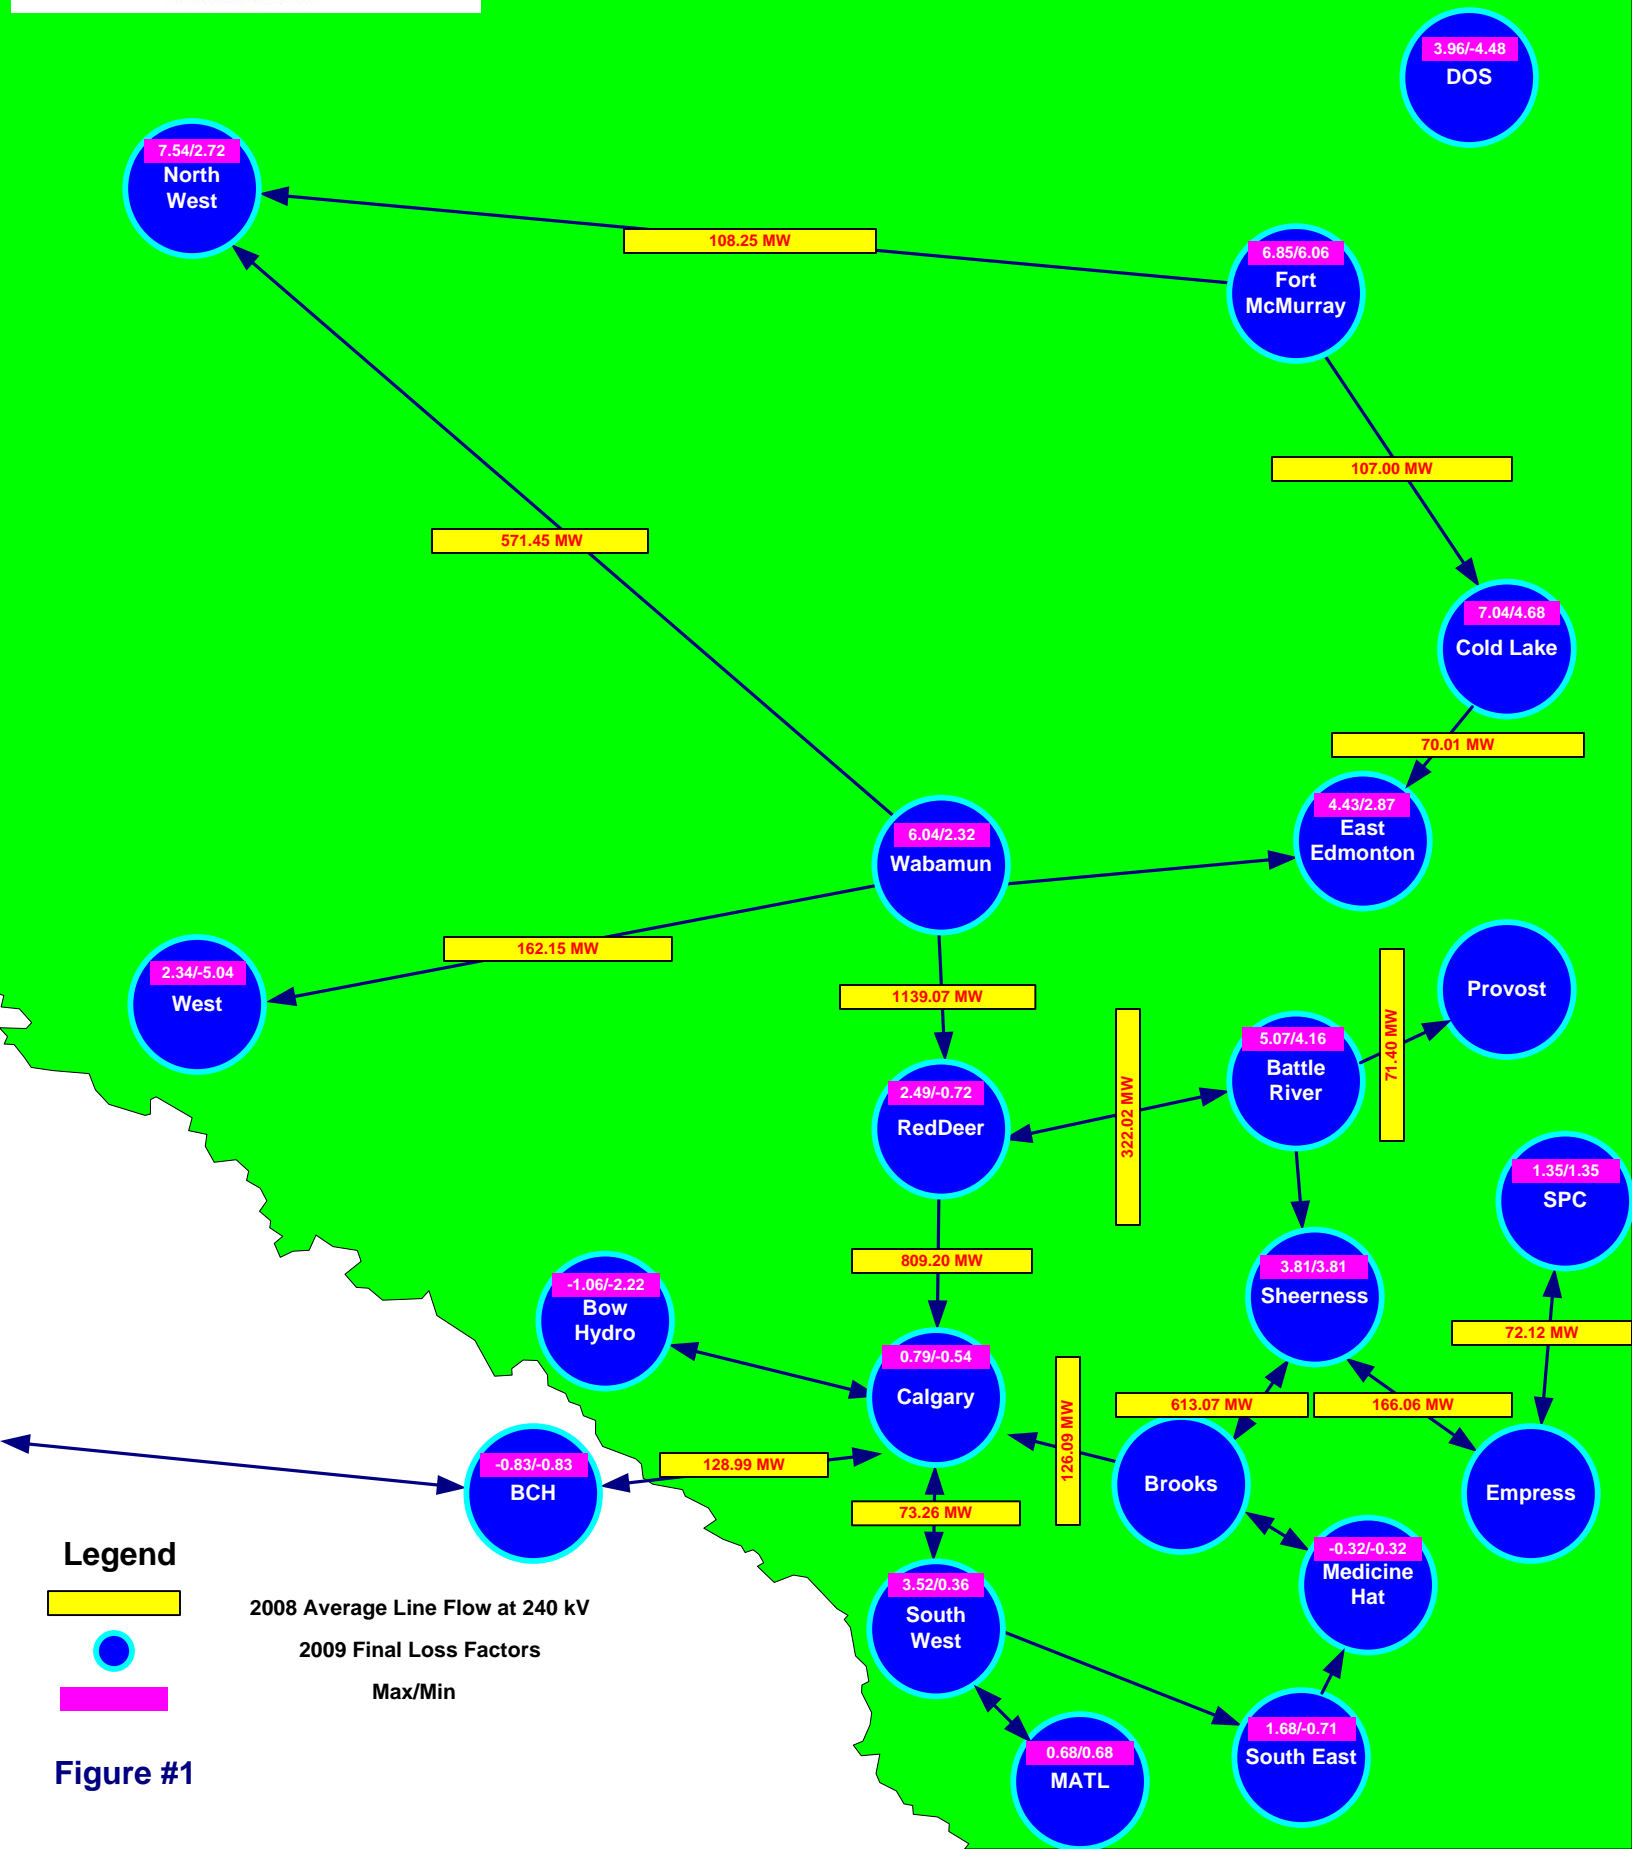 3.96/-4.48
DOS
7.54/2.72
North
West
108.25 MW
6.85/6.06
Fort
McMurray
107.00 MW
571.45 MW
7.04/4.68
Cold Lake
70.01 MW
4.43/2.87
East
Edmonton
6.04/2.32
Wabamun
162.15 MW
2.34/-5.04
West
1139.07 MW
Provost
71.40 MW
322.02 MW
5.07/4.16
Battle
River
2.49/-0.72
RedDeer
1.35/1.35
SPC
809.20 MW
3.81/3.81
Sheerness
-1.06/-2.22
Bow
Hydro
72.12 MW
0.79/-0.54
Calgary
126.09 MW
613.07 MW
166.06 MW
128.99 MW
-0.83/-0.83
BCH
Brooks
Empress
73.26 MW
-0.32/-0.32
Medicine
Hat
3.52/0.36
South
West
1.68/-0.71
South East
0.68/0.68
MATL
Legend
2008 Average Line Flow at 240 kV
2009 Final Loss Factors
Max/Min
Figure #1